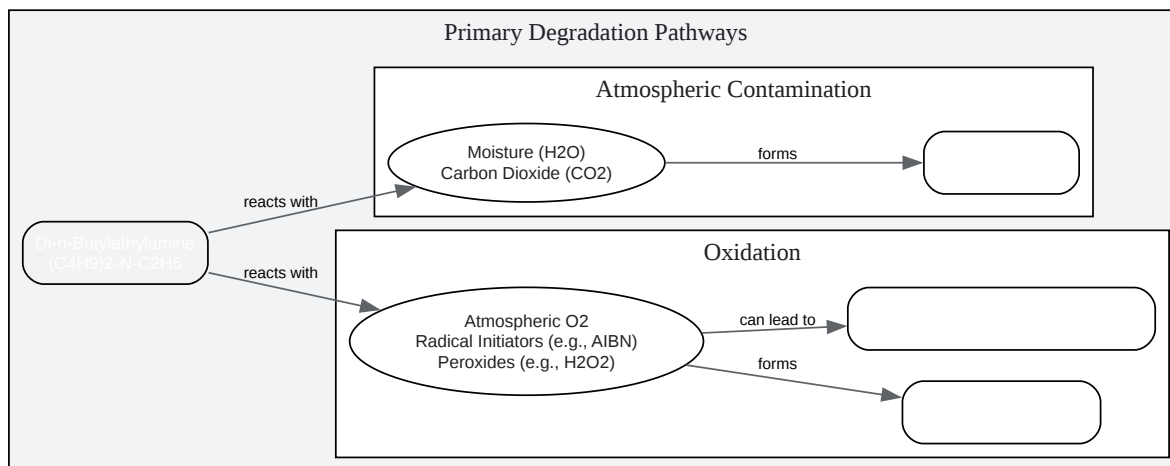 Primary Degradation Pathways
Atmospheric Contamination
Moisture (H2O)
Carbon Dioxide (CO2)
forms
reacts with
Di-n-Butylethylamine
(C4H9)2-N-C2H5
reacts with
Oxidation
Atmospheric O2
Radical Initiators (e.g., AIBN)
Peroxides (e.g., H2O2)
can lead to
forms